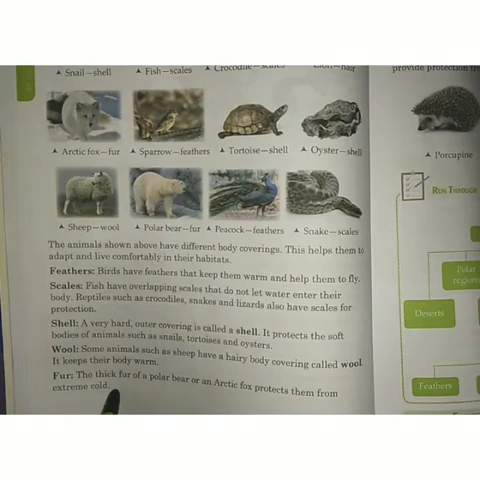 Snail—shell
Fish—scales
Crocodile—scales
Lion—hair
Arctic fox—fur
Sparrow—feathers
Tortoise—shell
Oyster—shell
Sheep—wool
Polar bear—fur
Peacock—feathers
Snake—scales
The animals shown above have different body coverings. This helps them to
adapt and live comfortably in their habitats.
Feathers: Birds have feathers that keep them warm and help them to fly.
Scales: Fish have overlapping scales that do not let water enter their
body. Reptiles such as crocodiles, snakes and lizards also have scales for
protection.
Shell: A very hard, outer covering is called a shell. It protects the soft
bodies of animals such as snails, tortoises and oysters.
Wool: Some animals such as sheep have a hairy body covering called wool.
It keeps their body warm.
Fur: The thick fur of a polar bear or an Arctic fox protects them from
extreme cold.
provide protection
Porcupine
RUN THROUGH
Polar
regions
Deserts
Feathers